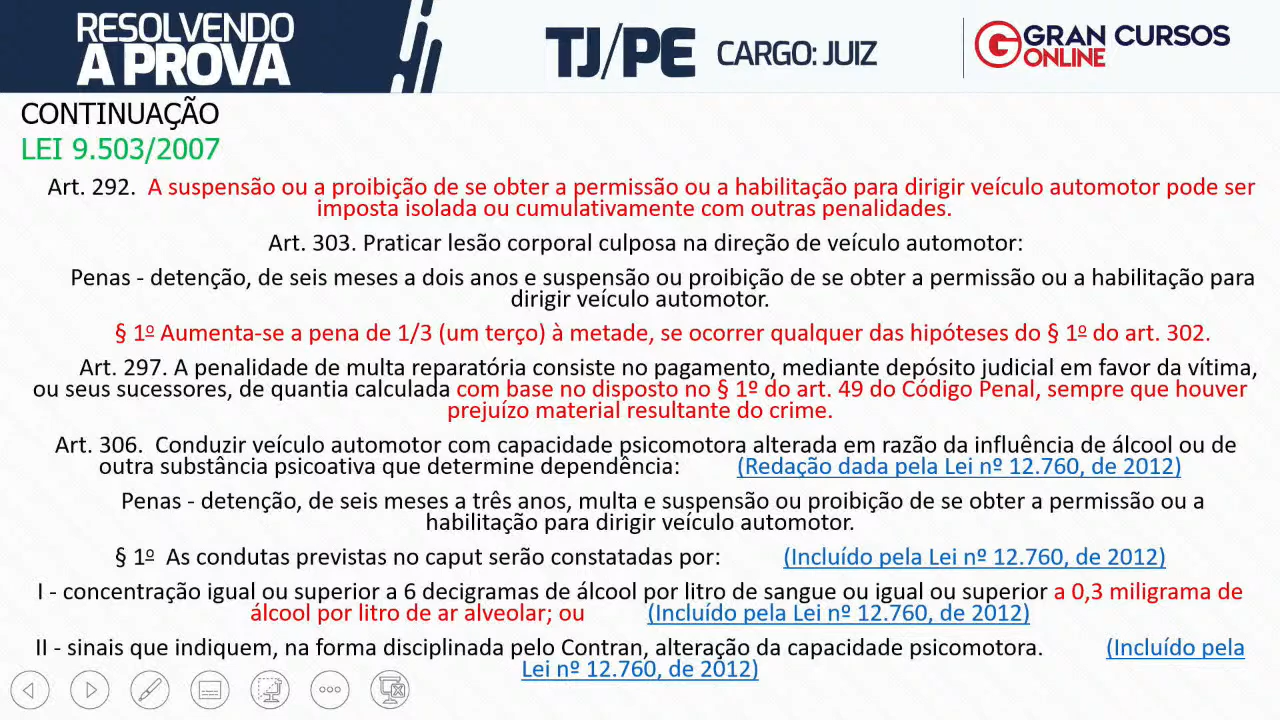 RESOLVENDO
A PROVA
TJ/PE CARGO: JUIZ
GRAN CURSOS
ONLINE
CONTINUAÇÃO
LEI 9.503/2007
Art. 292. A suspensão ou a proibição de se obter a permissão ou a habilitação para dirigir veículo automotor pode ser
imposta isolada ou cumulativamente com outras penalidades.
Art. 303. Praticar lesão corporal culposa na direção de veículo automotor:
Penas - detenção, de seis meses a dois anos e suspensão ou proibição de se obter a permissão ou a habilitação para
dirigir veículo automotor.
§ 1º Aumenta-se a pena de 1/3 (um terço) à metade, se ocorrer qualquer das hipóteses do § 1º do art. 302.
Art. 297. A penalidade de multa reparatória consiste no pagamento, mediante depósito judicial em favor da vítima,
ou seus sucessores, de quantia calculada com base no disposto no § 1º do art. 49 do Código Penal, sempre que houver
prejuízo material resultante do crime.
Art. 306. Conduzir veículo automotor com capacidade psicomotora alterada em razão da influência de álcool ou de
outra substância psicoativa que determine dependência: (Redação dada pela Lei nº 12.760, de 2012)
Penas - detenção, de seis meses a três anos, multa e suspensão ou proibição de se obter a permissão ou a
habilitação para dirigir veículo automotor.
§ 1º As condutas previstas no caput serão constatadas por: (Incluído pela Lei nº 12.760, de 2012)
I - concentração igual ou superior a 6 decigramas de álcool por litro de sangue ou igual ou superior a 0,3 miligrama de
álcool por litro de ar alveolar; ou (Incluído pela Lei nº 12.760, de 2012)
II - sinais que indiquem, na forma disciplinada pelo Contran, alteração da capacidade psicomotora. (Incluído pela
Lei nº 12.760, de 2012)